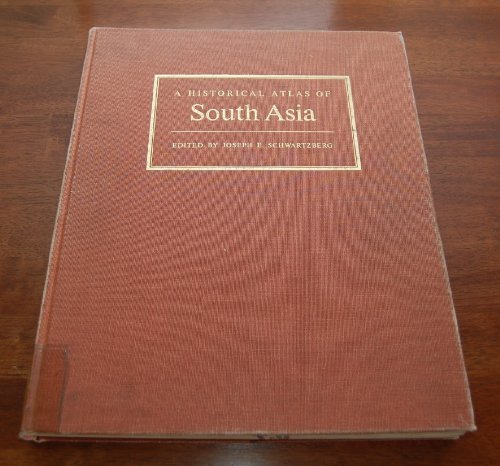 A HISTORICAL ATLAS OF
South Asia
EDITED BY JOSEPH E. SCHWARTZBERG